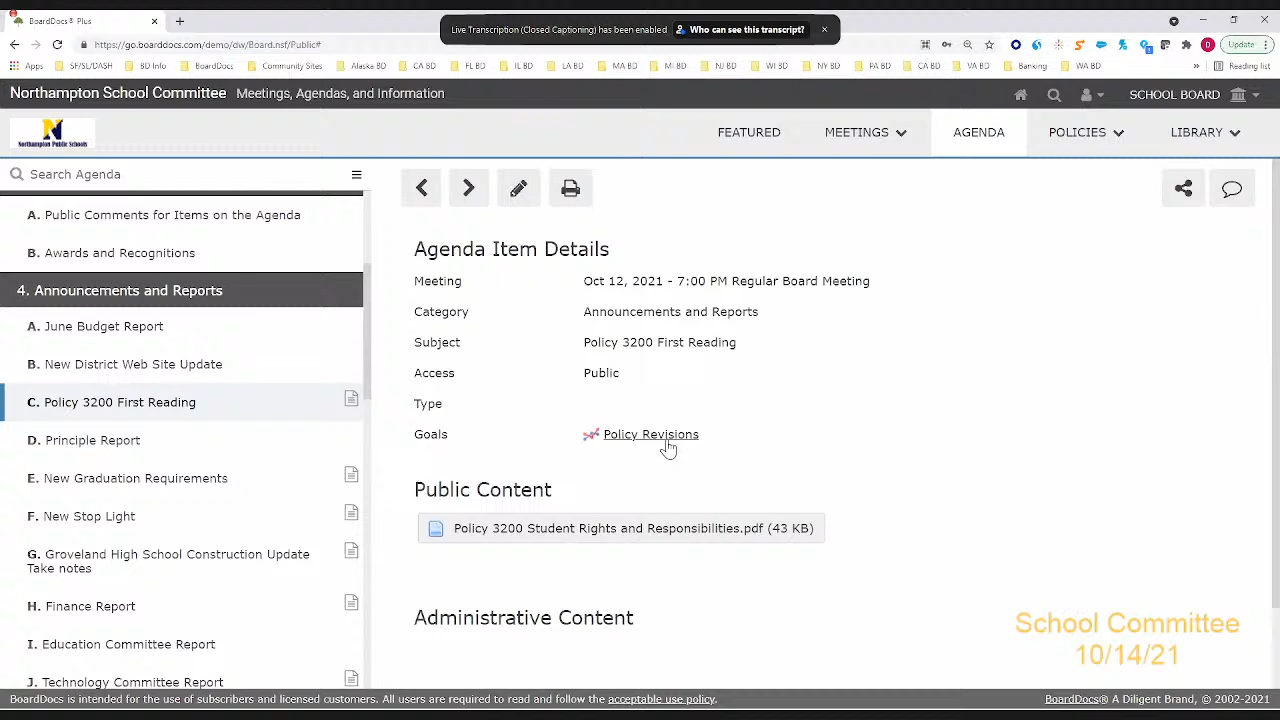 BoardDocs® Plus
Live Transcription (Closed Captioning) has been enabled
Who can see this transcript?
https://go.boarddocs.com/demo/dw/Board.nsf/Public#
Update
Apps
SF/SL/DASH
BD Info
BoardDocs
Community Sites
Alaska BD
CA BD
FL BD
IL BD
LA BD
MA BD
MI BD
NJ BD
WI BD
NY BD
PA BD
CA BD
VA BD
Banking
WA BD
»
Reading list
Northampton School Committee Meetings, Agendas, and Information
SCHOOL BOARD
N
Northampton Public Schools
FEATURED
MEETINGS
AGENDA
POLICIES
LIBRARY
Search Agenda
A. Public Comments for Items on the Agenda
B. Awards and Recognitions
4. Announcements and Reports
A. June Budget Report
B. New District Web Site Update
C. Policy 3200 First Reading
D. Principle Report
E. New Graduation Requirements
F. New Stop Light
G. Groveland High School Construction Update
Take notes
H. Finance Report
I. Education Committee Report
J. Technology Committee Report
Agenda Item Details
Meeting Oct 12, 2021 - 7:00 PM Regular Board Meeting
Category Announcements and Reports
Subject Policy 3200 First Reading
Access Public
Type
Goals Policy Revisions
Public Content
Policy 3200 Student Rights and Responsibilities.pdf (43 KB)
Administrative Content
School Committee
10/14/21
BoardDocs is intended for the use of subscribers and licensed customers. All users are required to read and follow the acceptable use policy.
BoardDocs® A Diligent Brand, © 2002-2021